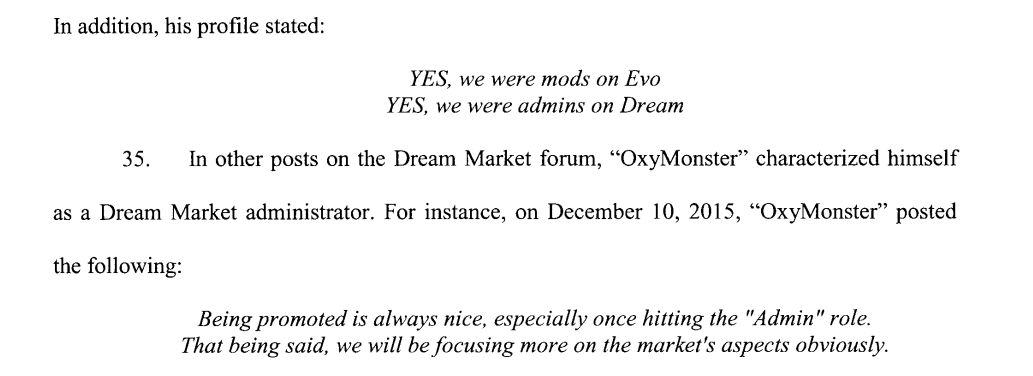 In addition, his profile stated:
YES, we were mods on Evo
YES, we were admins on Dream
35. In other posts on the Dream Market forum, “OxyMonster” characterized himself
as a Dream Market administrator. For instance, on December 10, 2015, “OxyMonster” posted
the following:
Being promoted is always nice, especially once hitting the "Admin" role.
That being said, we will be focusing more on the market's aspects obviously.